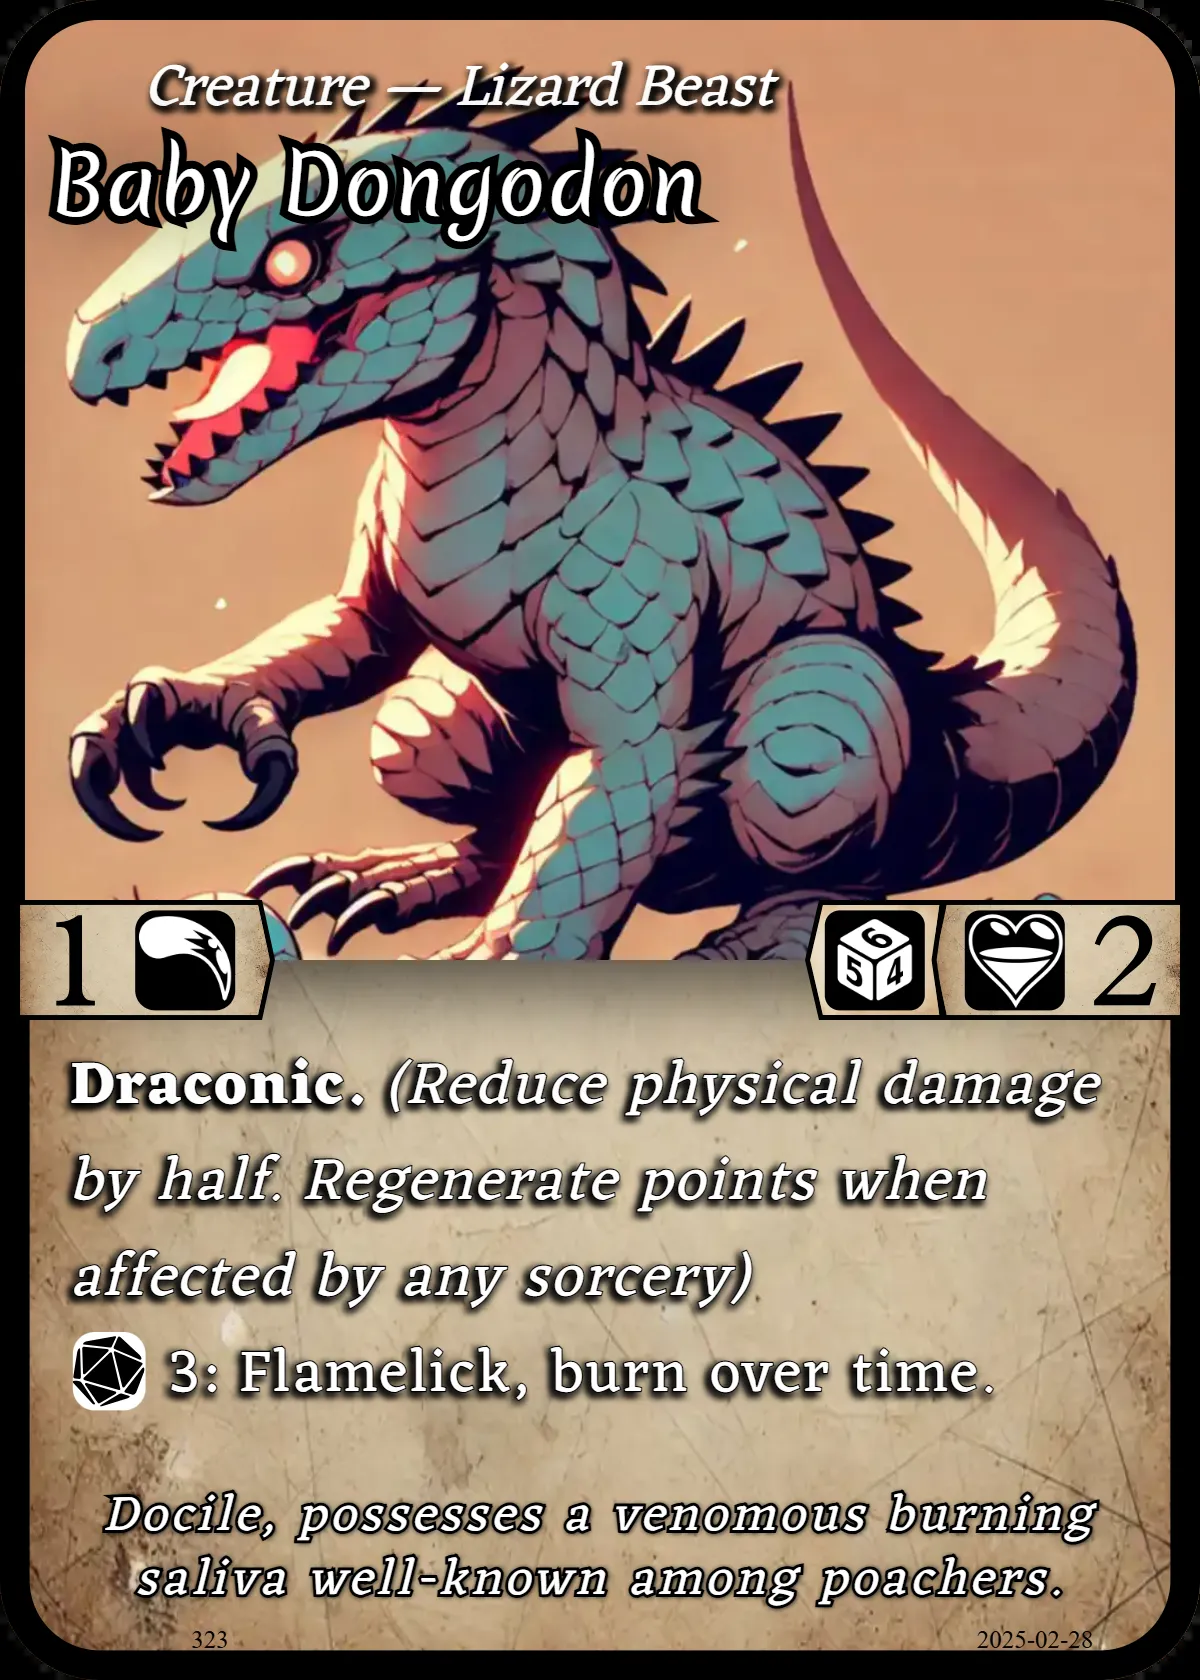 Creature — Lizard Beast
Baby Dongodon
1
6
5 4
2
Draconic. (Reduce physical damage
by half. Regenerate points when
affected by any sorcery)
3: Flamelick, burn over time.
Docile, possesses a venomous burning
saliva well-known among poachers.
323
2025-02-28